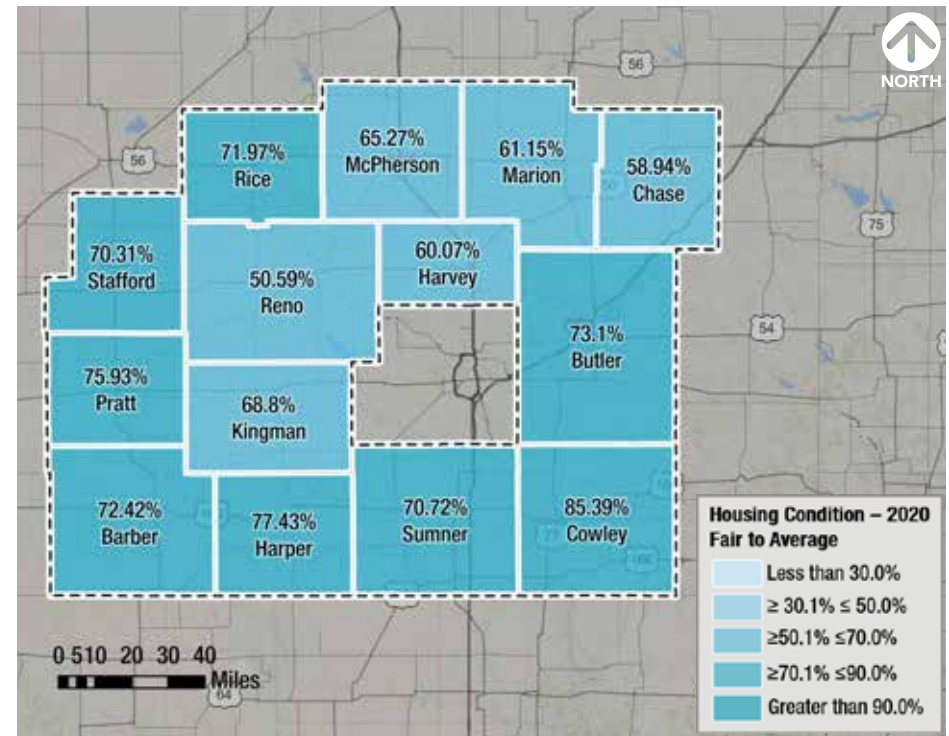 NORTH
56
56
71.97%
Rice
65.27%
McPherson
61.15%
Marion
58.94%
Chase
75
70.31%
Stafford
50.59%
Reno
60.07%
Harvey
54
73.1%
Butler
75.93%
Pratt
68.8%
Kingman
72.42%
Barber
77.43%
Harper
70.72%
Sumner
85.39%
Cowley
77
Housing Condition – 2020
Fair to Average
Less than 30.0%
≥ 30.1% ≤ 50.0%
≥50.1% ≤70.0%
≥70.1% ≤90.0%
Greater than 90.0%
0 510 20 30 40
Miles
64